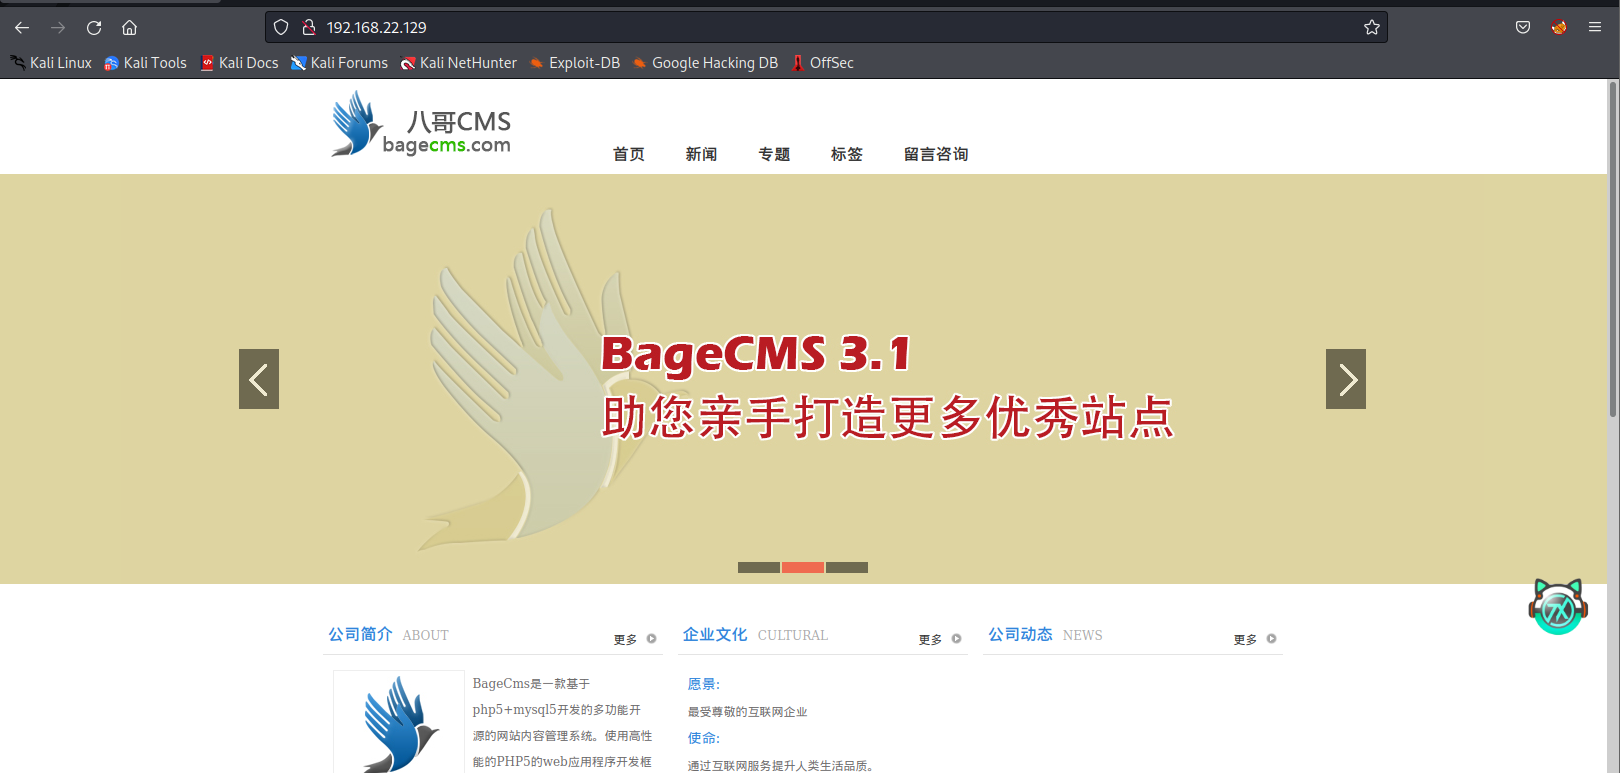 192.168.22.129
Kali Linux Kali Tools Kali Docs Kali Forums Kali NetHunter Exploit-DB Google Hacking DB OffSec
八哥CMS
bagecms.com
首页 新闻 专题 标签 留言咨询
BageCMS 3.1
助您亲手打造更多优秀站点
公司简介 ABOUT 更多
BageCms是一款基于
php5+mysql5开发的多功能开
源的网站内容管理系统。使用高性
能的PHP5的web应用程序开发框
企业文化 CULTURAL 更多
愿景:
最受尊敬的互联网企业
使命:
通过互联网服务提升人类生活品质。
公司动态 NEWS 更多